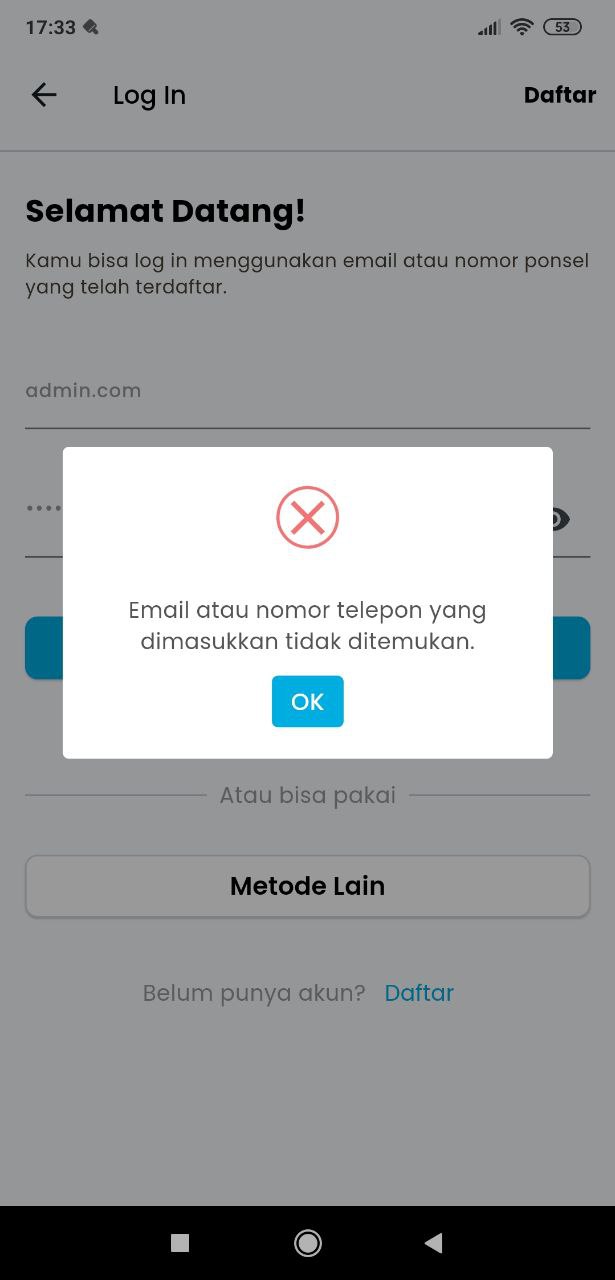 17:33
53
Log In
Daftar
Selamat Datang!
Kamu bisa log in menggunakan email atau nomor ponsel
yang telah terdaftar.
admin.com
••••
Email atau nomor telepon yang
dimasukkan tidak ditemukan.
OK
Atau bisa pakai
Metode Lain
Belum punya akun? Daftar